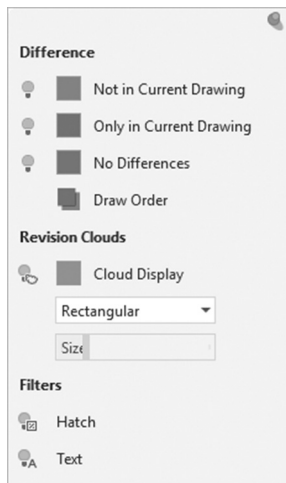 Difference
Not in Current Drawing
Only in Current Drawing
No Differences
Draw Order
Revision Clouds
Cloud Display
Rectangular
Size
Filters
Hatch
A Text